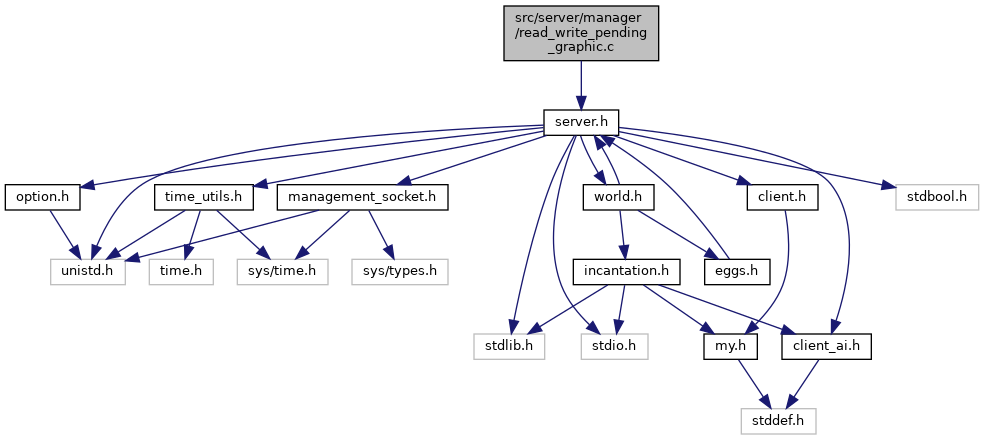 src/server/manager
/read_write_pending
_graphic.c
server.h
option.h
time_utils.h
management_socket.h
world.h
client.h
stdbool.h
unistd.h
time.h
sys/time.h
sys/types.h
incantation.h
eggs.h
stdlib.h
stdio.h
my.h
client_ai.h
stddef.h